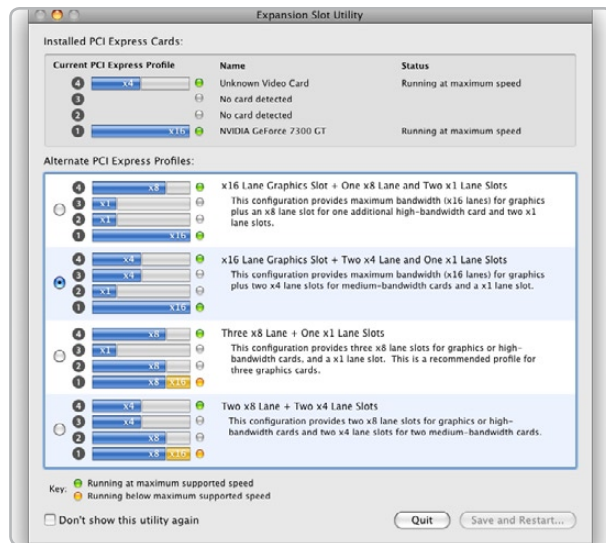 Expansion Slot Utility
Installed PCI Express Cards:
Current PCI Express Profile Name Status
4 x4 Unknown Video Card Running at maximum speed
3 No card detected
2 No card detected
1 x16 NVIDIA GeForce 7300 GT Running at maximum speed
Alternate PCI Express Profiles:
4 x8
3 x1
2 x1
1 x16
x16 Lane Graphics Slot + One x8 Lane and Two x1 Lane Slots
This configuration provides maximum bandwidth (x16 lanes) for graphics
plus an x8 lane slot for one additional high-bandwidth card and two x1
lane slots.
4 x4
3 x4
2 x1
1 x16
x16 Lane Graphics Slot + Two x4 Lane and One x1 Lane Slots
This configuration provides maximum bandwidth (x16 lanes) for graphics
plus two x4 lane slots for medium-bandwidth cards and a x1 lane slot.
4 x8
3 x1
2 x8
1 x8 x16
Three x8 Lane + One x1 Lane Slots
This configuration provides three x8 lane slots for graphics or high-
bandwidth cards, and a x1 lane slot. This is a recommended profile for
three graphics cards.
4 x4
3 x4
2 x8
1 x8 x16
Two x8 Lane + Two x4 Lane Slots
This configuration provides two x8 lane slots for graphics or high-
bandwidth cards and two x4 lane slots for two medium-bandwidth cards.
Key: Running at maximum supported speed
Running below maximum supported speed
Don't show this utility again
Quit
Save and Restart...